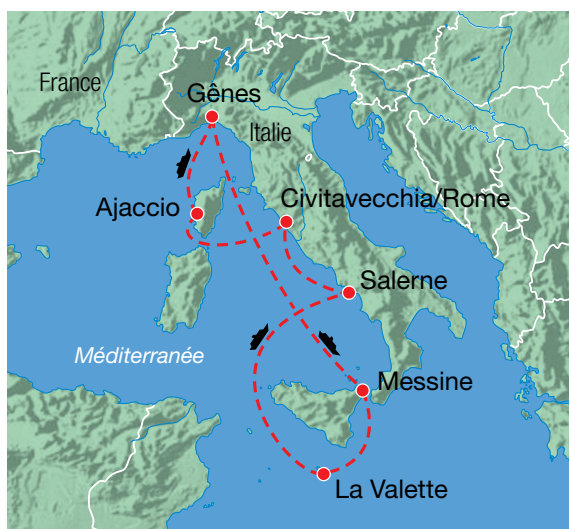 France
Gênes
Italie
Ajaccio
Civitavecchia/Rome
Salerne
Méditerranée
Messine
La Valette